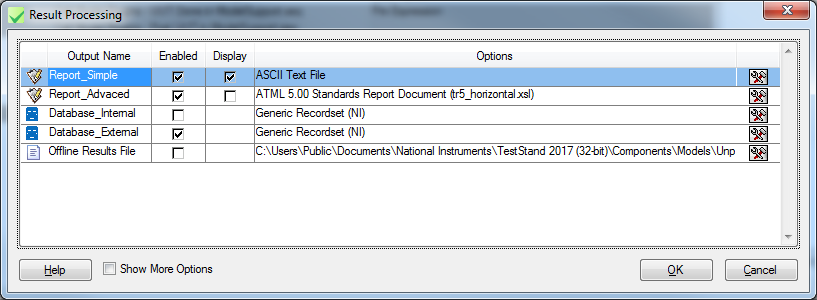 Result Processing
Output Name Enabled Display Options
Report_Simple ASCII Text File
Report_Advaced ATML 5.00 Standards Report Document (tr5_horizontal.xsl)
Database_Internal Generic Recordset (NI)
Database_External Generic Recordset (NI)
Offline Results File C:\Users\Public\Documents\National Instruments\TestStand 2017 (32-bit)\Components\Models\Unp
Help Show More Options OK Cancel